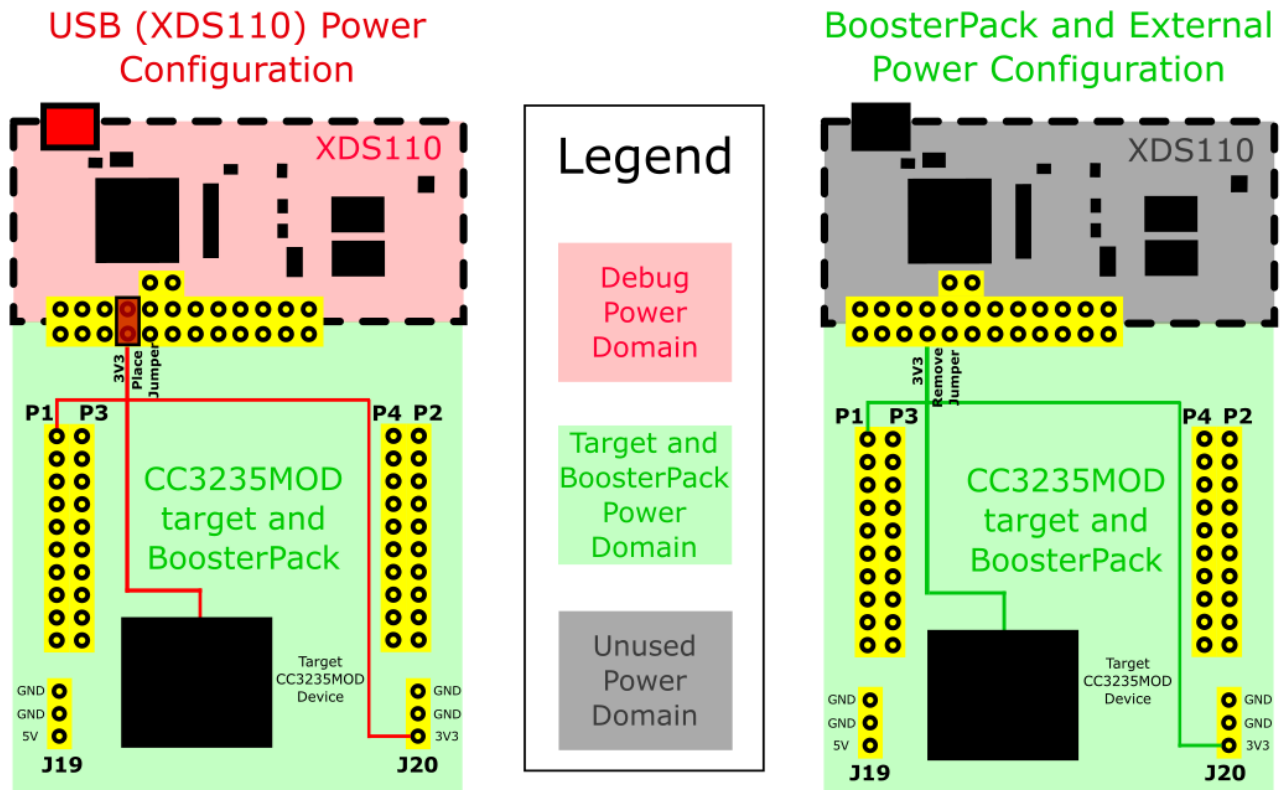 USB (XDS110) Power
Configuration
XDS110
3V3
Place
Jumper
P1
P3
P4
P2
CC3235MOD
target and
BoosterPack
Target
CC3235MOD
Device
GND
GND
5V
J19
GND
GND
3V3
J20
Legend
Debug
Power
Domain
Target and
BoosterPack
Power
Domain
Unused
Power
Domain
BoosterPack and External
Power Configuration
XDS110
3V3
Remove
Jumper
P1
P3
P4
P2
CC3235MOD
target and
BoosterPack
Target
CC3235MOD
Device
GND
GND
5V
J19
GND
GND
3V3
J20